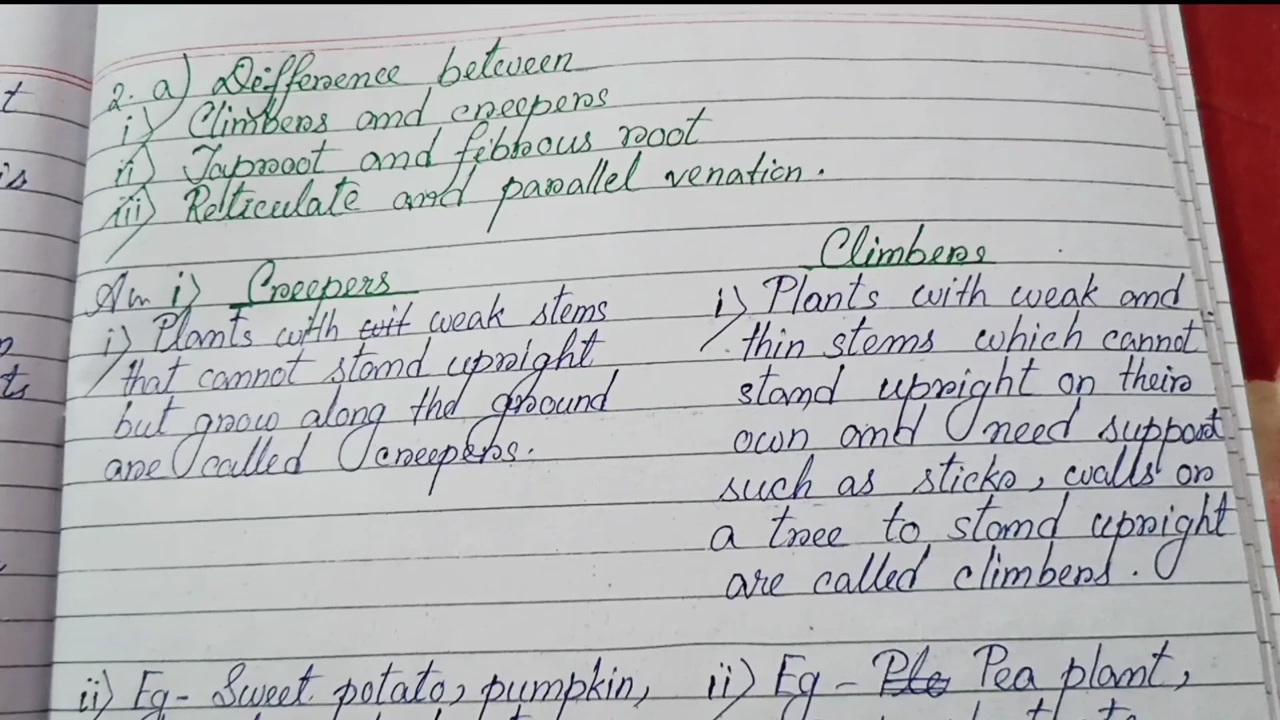 2. a) Difference between
i) Climbers and creepers
ii) Taproot and fibrous root
iii) Relticulate and parallel venation.
Ans i) Creepers
i) Plants with wit weak stems
that cannot stand upright
but grow along the ground
are called creepers.
ii) Eg- Sweet potato, pumpkin,
Climbers
i) Plants with weak and
thin stems which cannot
stand upright on their
own and need support
such as sticks, walls or
a tree to stand upright
are called climbers.
ii) Eg - Ple Pea plant,